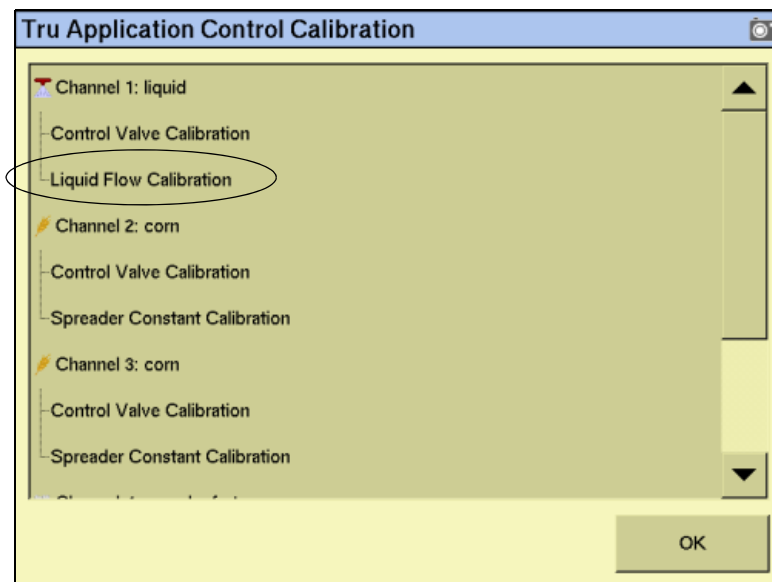 Tru Application Control Calibration
Channel 1: liquid
Control Valve Calibration
Liquid Flow Calibration
Channel 2: corn
Control Valve Calibration
Spreader Constant Calibration
Channel 3: corn
Control Valve Calibration
Spreader Constant Calibration
OK